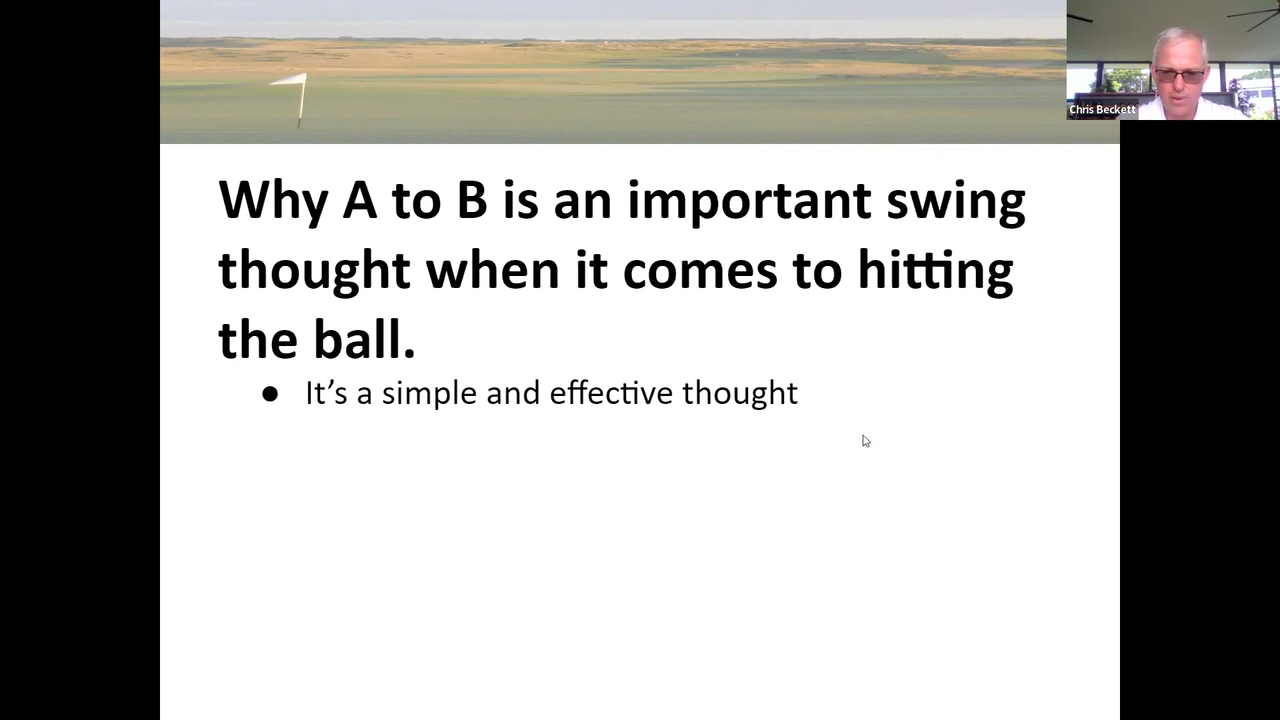 Chris Beckett
Why A to B is an important swing
thought when it comes to hitting
the ball.
● It’s a simple and effective thought